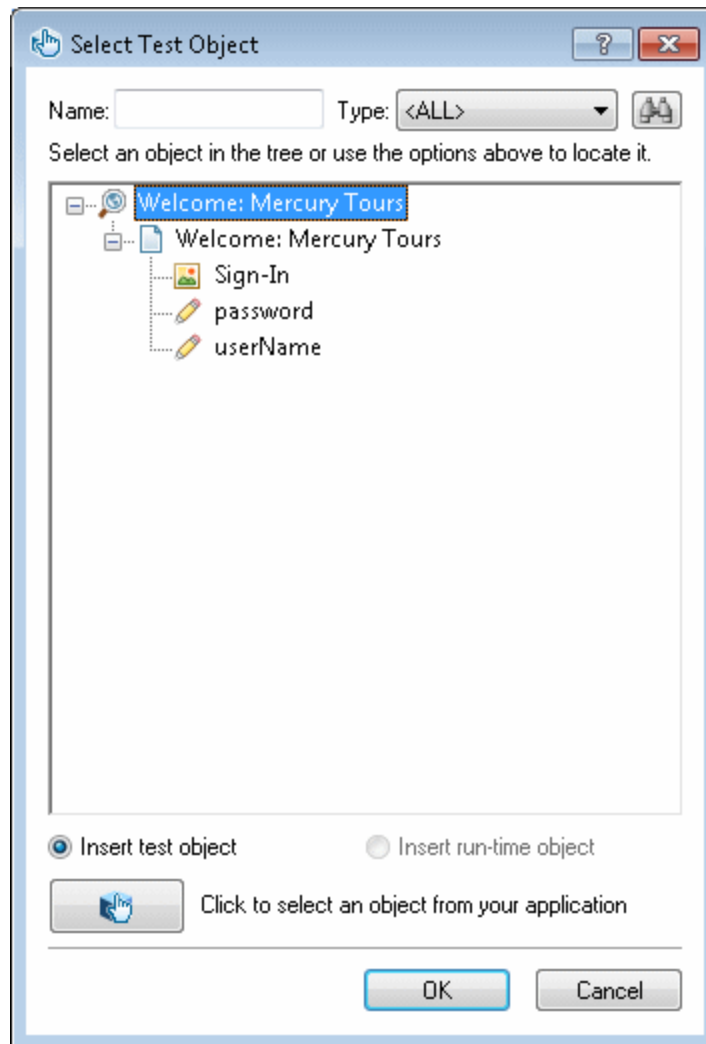 Select Test Object
Name: Type: <ALL>
Select an object in the tree or use the options above to locate it.
Welcome: Mercury Tours
Welcome: Mercury Tours
Sign-In
password
userName
Insert test object Insert run-time object
Click to select an object from your application
OK Cancel